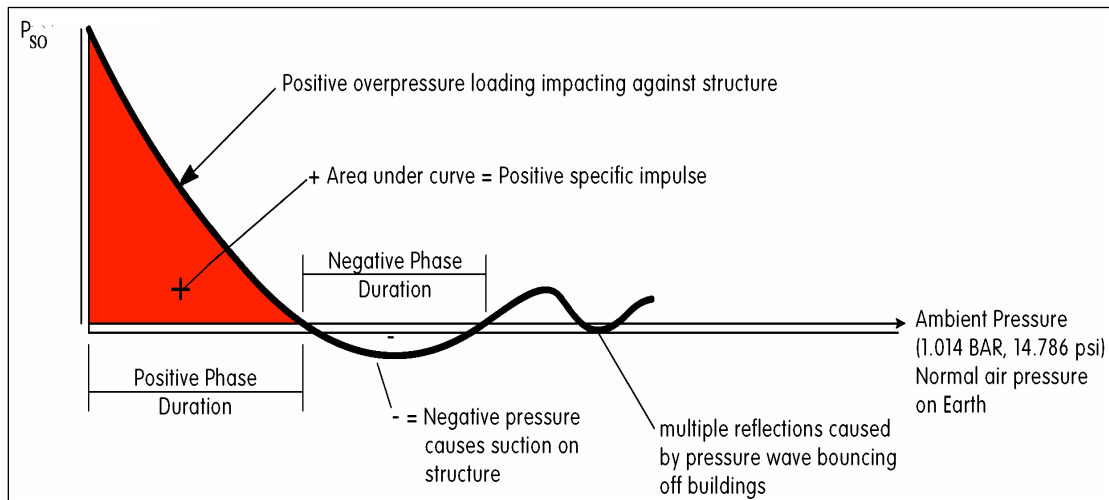 PSO
Positive overpressure loading impacting against structure
+ Area under curve = Positive specific impulse
+
Negative Phase
Duration
-
Ambient Pressure
(1.014 BAR, 14.786 psi)
Normal air pressure
on Earth
Positive Phase
Duration
- = Negative pressure
causes suction on
structure
multiple reflections caused
by pressure wave bouncing
off buildings